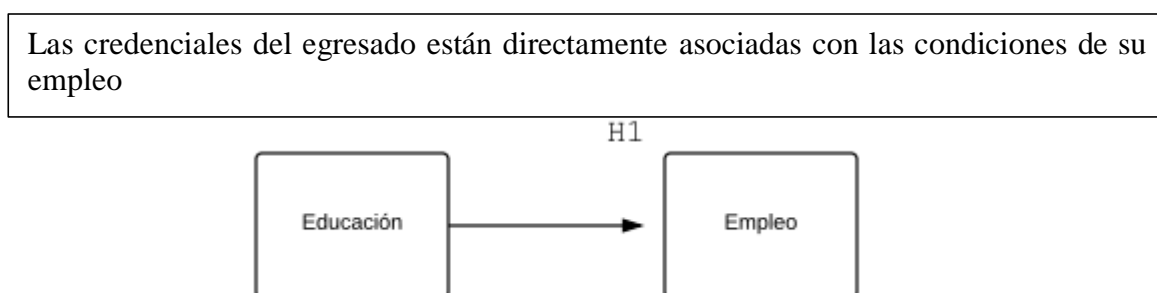 Las credenciales del egresado están directamente asociadas con las condiciones de su
empleo
H1
Educación
Empleo